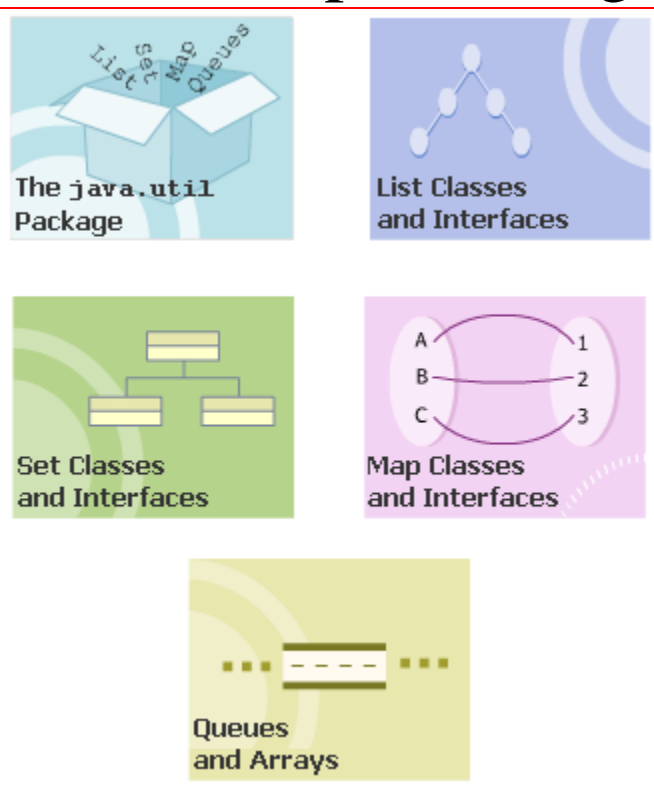 List Set Map Queues
The java.util
Package
List Classes
and Interfaces
Set Classes
and Interfaces
A 1
B 2
C 3
Map Classes
and Interfaces
Queues
and Arrays